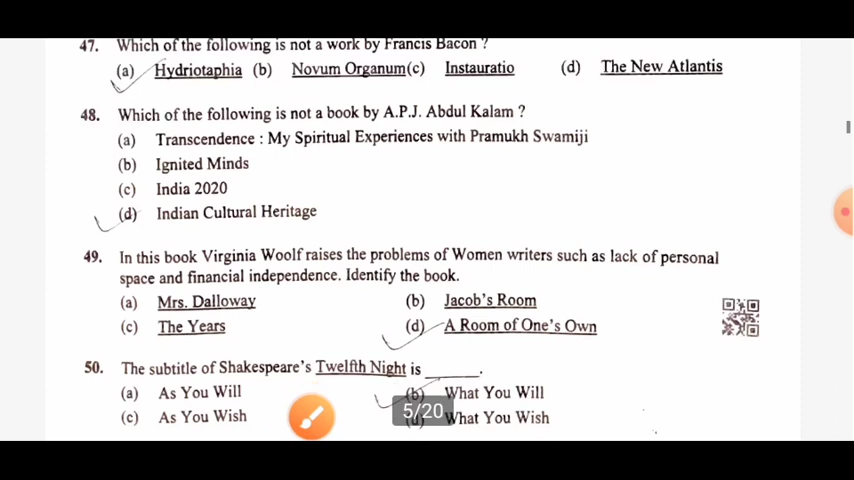 47. Which of the following is not a work by Francis Bacon ?
(a) Hydriotaphia (b) Novum Organum(c) Instauratio (d) The New Atlantis
48. Which of the following is not a book by A.P.J. Abdul Kalam ?
(a) Transcendence : My Spiritual Experiences with Pramukh Swamiji
(b) Ignited Minds
(c) India 2020
(d) Indian Cultural Heritage
49. In this book Virginia Woolf raises the problems of Women writers such as lack of personal
space and financial independence. Identify the book.
(a) Mrs. Dalloway (b) Jacob's Room
(c) The Years (d) A Room of One's Own
50. The subtitle of Shakespeare's Twelfth Night is ______.
(a) As You Will (b) What You Will
(c) As You Wish (d) What You Wish
5/20